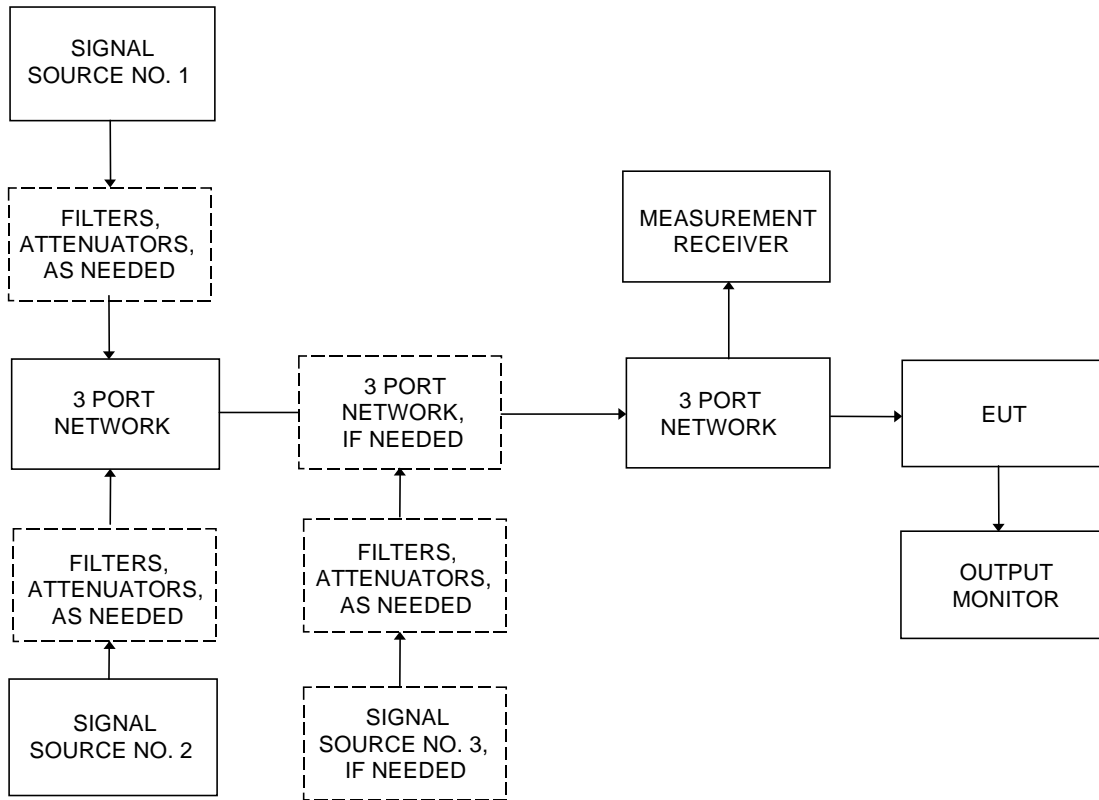 SIGNAL
SOURCE NO. 1
FILTERS,
ATTENUATORS,
AS NEEDED
MEASUREMENT
RECEIVER
3 PORT
NETWORK
3 PORT
NETWORK,
IF NEEDED
3 PORT
NETWORK
EUT
FILTERS,
ATTENUATORS,
AS NEEDED
FILTERS,
ATTENUATORS,
AS NEEDED
OUTPUT
MONITOR
SIGNAL
SOURCE NO. 2
SIGNAL
SOURCE NO. 3,
IF NEEDED